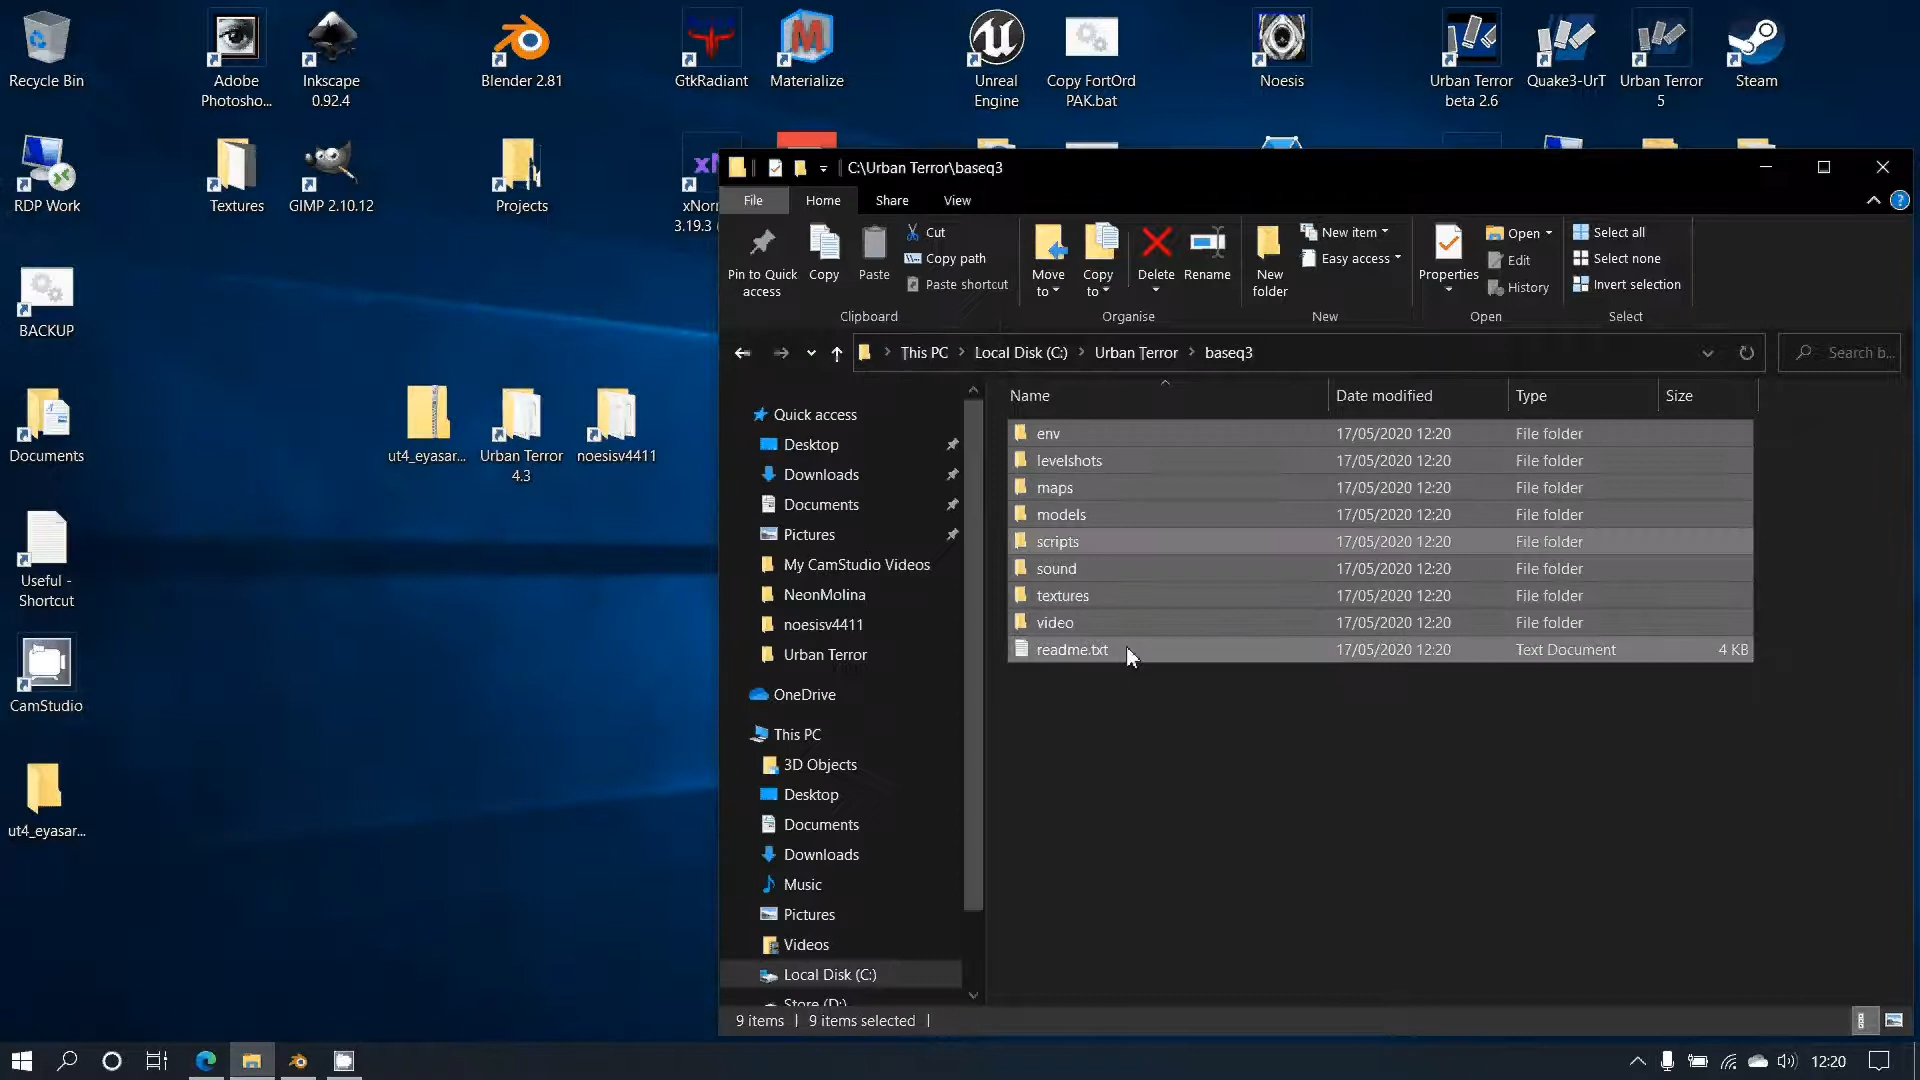 Recycle Bin
Adobe
Photosho...
Inkscape
0.92.4
Blender 2.81
GtkRadiant
Materialize
Unreal
Engine
Copy FortOrd
PAK.bat
Noesis
Urban Terror
beta 2.6
Quake3-UrT
Urban Terror
5
Steam
RDP Work
Textures
GIMP 2.10.12
Projects
xNor
3.19.3
BACKUP
Documents
ut4_eyasar...
Urban Terror
4.3
noesisv4411
Useful -
Shortcut
CamStudio
ut4_eyasar...
C:\Urban Terror\baseq3
File
Home
Share
View
Pin to Quick
access
Copy
Paste
Cut
Copy path
Paste shortcut
Clipboard
Move
to
Copy
to
Delete
Rename
Organise
New
folder
New item
Easy access
New
Properties
Open
Edit
History
Open
Select all
Select none
Invert selection
Select
This PC
Local Disk (C:)
Urban Terror
baseq3
Search b...
Quick access
Desktop
Downloads
Documents
Pictures
My CamStudio Videos
NeonMolina
noesisv4411
Urban Terror
OneDrive
This PC
3D Objects
Desktop
Documents
Downloads
Music
Pictures
Videos
Local Disk (C:)
Store (D:)
Name Date modified Type Size
env 17/05/2020 12:20 File folder
levelshots 17/05/2020 12:20 File folder
maps 17/05/2020 12:20 File folder
models 17/05/2020 12:20 File folder
scripts 17/05/2020 12:20 File folder
sound 17/05/2020 12:20 File folder
textures 17/05/2020 12:20 File folder
video 17/05/2020 12:20 File folder
readme.txt 17/05/2020 12:20 Text Document 4 KB
9 items 9 items selected
12:20